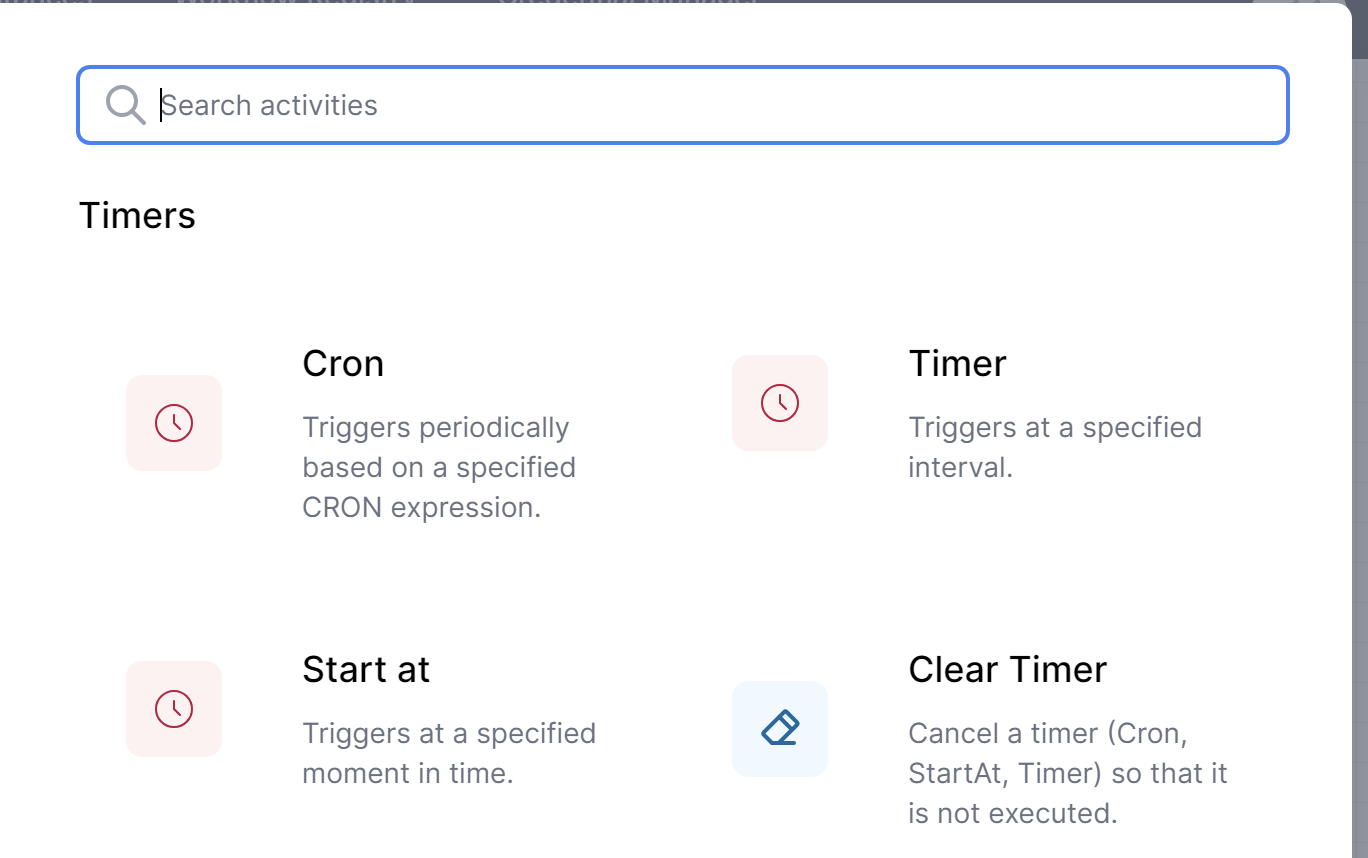 Search activities
Timers
Cron
Triggers periodically
based on a specified
CRON expression.
Timer
Triggers at a specified
interval.
Start at
Triggers at a specified
moment in time.
Clear Timer
Cancel a timer (Cron,
StartAt, Timer) so that it
is not executed.